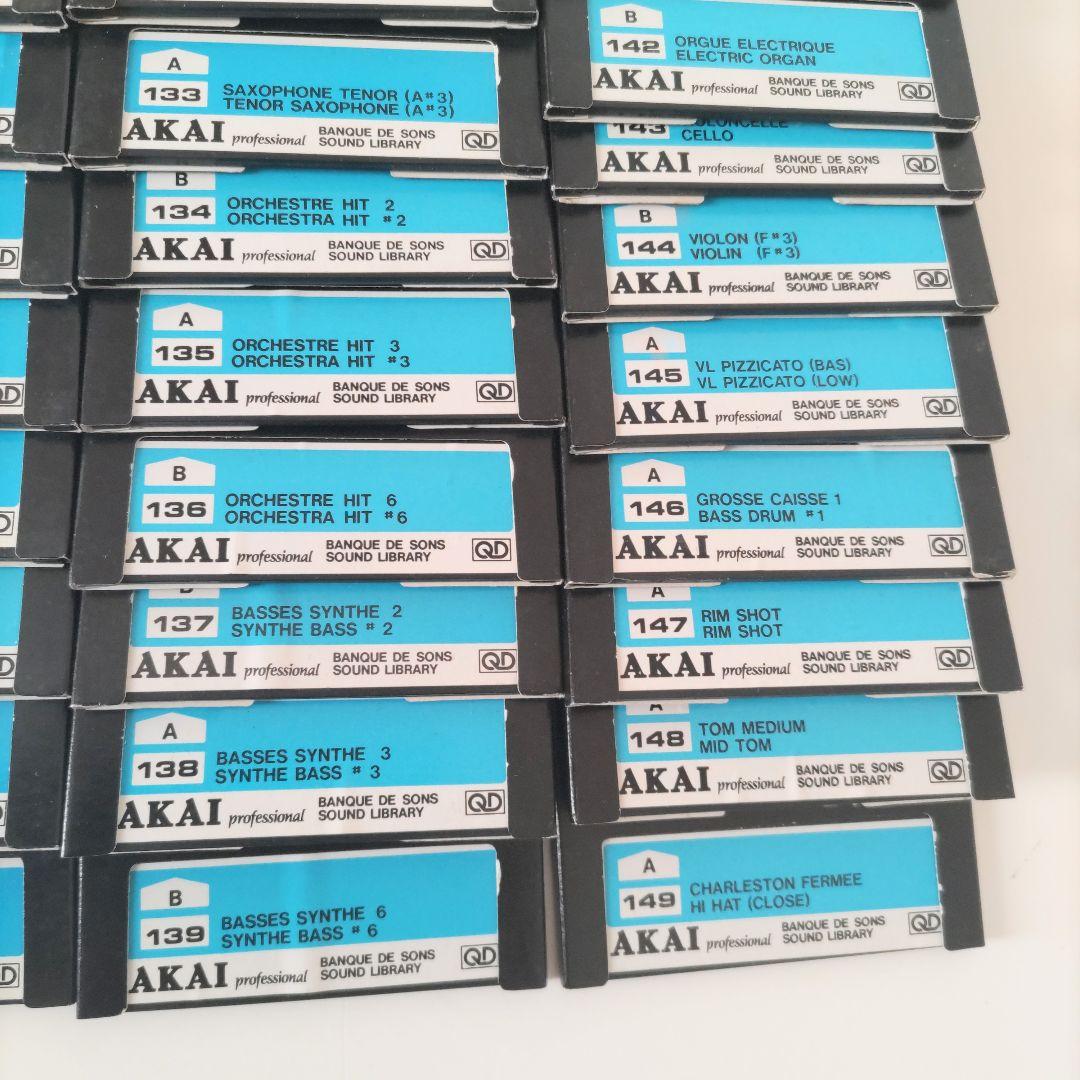 A
133
SAXOPHONE TENOR (A#3)
TENOR SAXOPHONE (A#3)
AKAI professional BANQUE DE SONS
SOUND LIBRARY
QD
B
134
ORCHESTRE HIT 2
ORCHESTRA HIT #2
AKAI professional BANQUE DE SONS
SOUND LIBRARY
QD
A
135
ORCHESTRE HIT 3
ORCHESTRA HIT #3
AKAI professional BANQUE DE SONS
SOUND LIBRARY
QD
B
136
ORCHESTRE HIT 6
ORCHESTRA HIT #6
AKAI professional BANQUE DE SONS
SOUND LIBRARY
QD
137
BASSES SYNTHE 2
SYNTHE BASS # 2
AKAI professional BANQUE DE SONS
SOUND LIBRARY
QD
A
138
BASSES SYNTHE 3
SYNTHE BASS # 3
AKAI professional BANQUE DE SONS
SOUND LIBRARY
QD
B
139
BASSES SYNTHE 6
SYNTHE BASS # 6
AKAI professional BANQUE DE SONS
SOUND LIBRARY
QD
B
142
ORGUE ELECTRIQUE
ELECTRIC ORGAN
AKAI professional BANQUE DE SONS
SOUND LIBRARY
QD
143
CELLO
AKAI professional BANQUE DE SONS
SOUND LIBRARY
QD
B
144
VIOLON (F#3)
VIOLIN (F#3)
AKAI professional BANQUE DE SONS
SOUND LIBRARY
QD
A
145
VL PIZZICATO (BAS)
VL PIZZICATO (LOW)
AKAI professional BANQUE DE SONS
SOUND LIBRARY
QD
A
146
GROSSE CAISSE 1
BASS DRUM #1
AKAI professional BANQUE DE SONS
SOUND LIBRARY
QD
A
147
RIM SHOT
RIM SHOT
AKAI professional BANQUE DE SONS
SOUND LIBRARY
QD
A
148
TOM MEDIUM
MID TOM
AKAI professional BANQUE DE SONS
SOUND LIBRARY
QD
A
149
CHARLESTON FERMEE
HI HAT (CLOSE)
AKAI professional BANQUE DE SONS
SOUND LIBRARY
QD